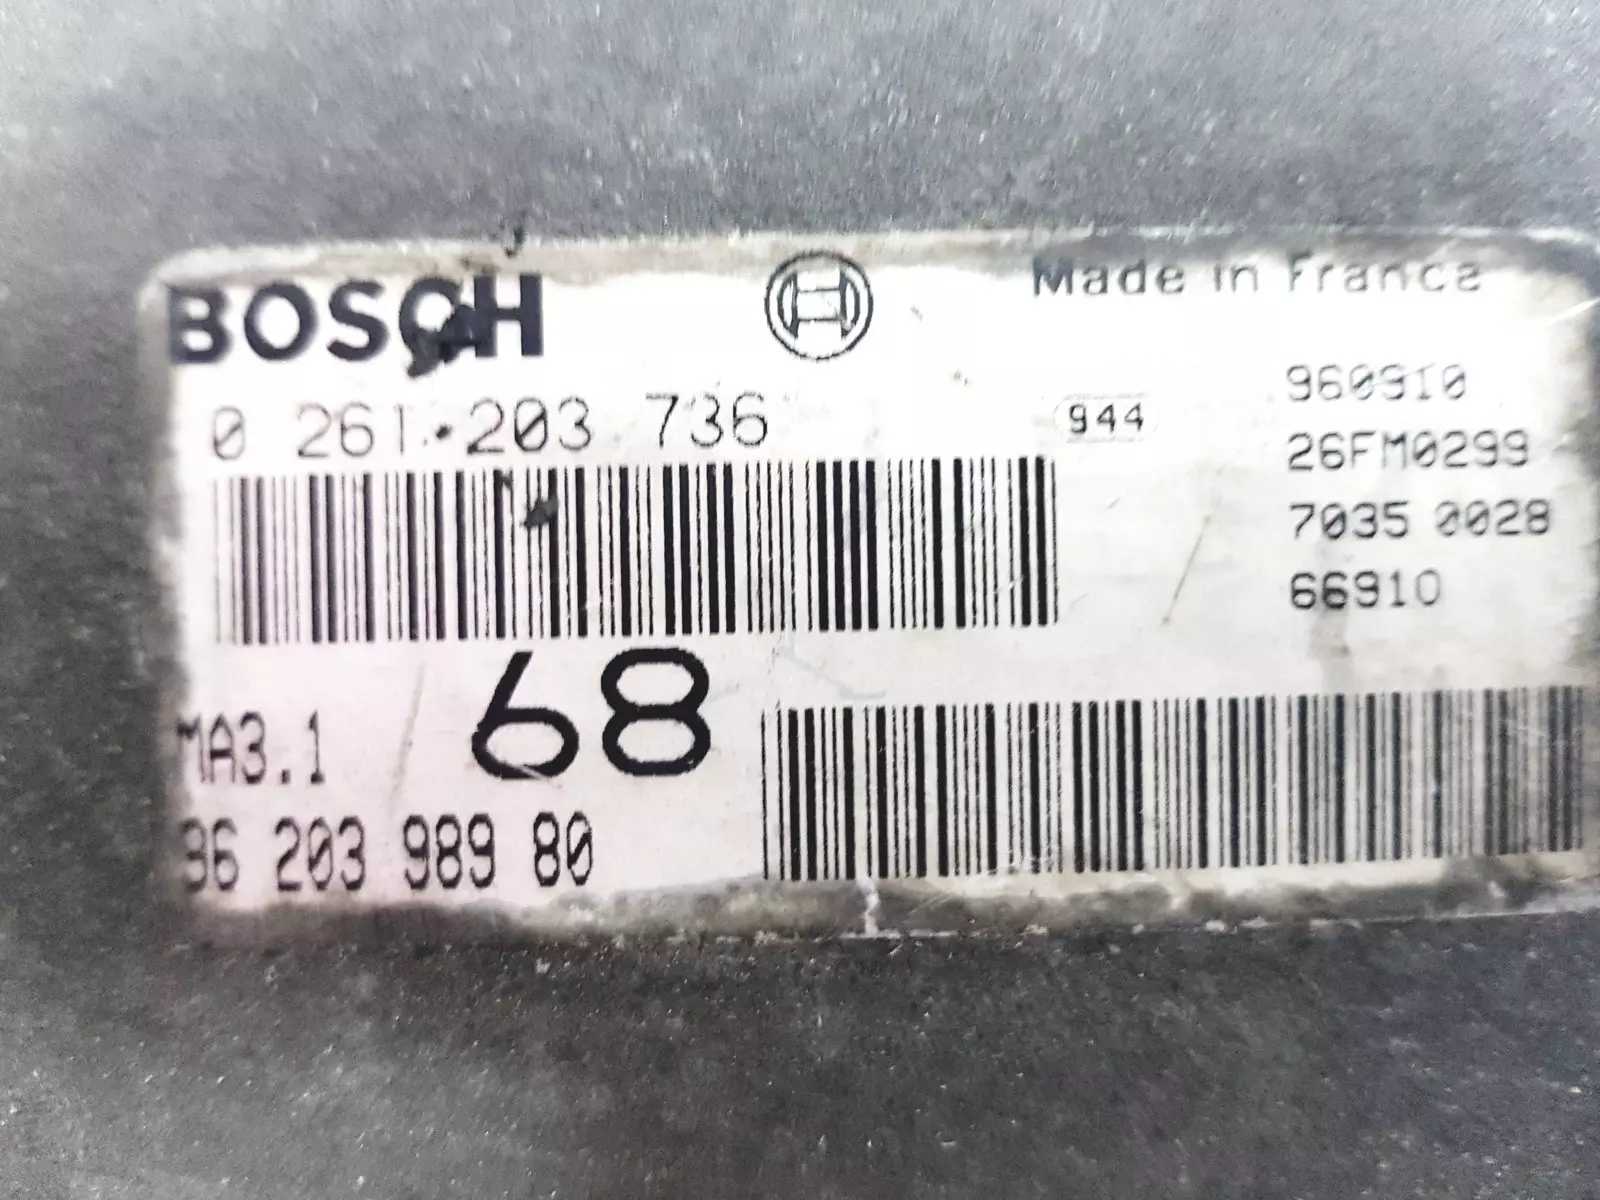 BOSCH
Made in France
0 261 203 736
944
960910
26FM0299
7035 0028
66910
68
MA3.1
96 203 989 80